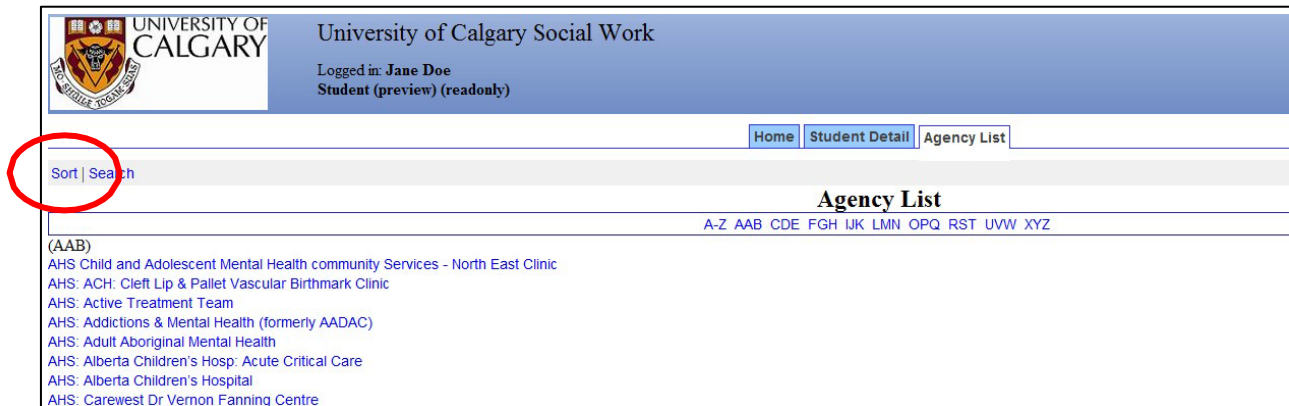 UNIVERSITY OF
CALGARY
MO·SHÙILE TOGAM SUAS
University of Calgary Social Work
Logged in: Jane Doe
Student (preview) (readonly)
Home Student Detail Agency List
Sort | Search
Agency List
A-Z AAB CDE FGH IJK LMN OPQ RST UVW XYZ
(AAB)
AHS Child and Adolescent Mental Health community Services - North East Clinic
AHS: ACH: Cleft Lip & Pallet Vascular Birthmark Clinic
AHS: Active Treatment Team
AHS: Addictions & Mental Health (formerly AADAC)
AHS: Adult Aboriginal Mental Health
AHS: Alberta Children's Hosp: Acute Critical Care
AHS: Alberta Children's Hospital
AHS: Carewest Dr Vernon Fanning Centre